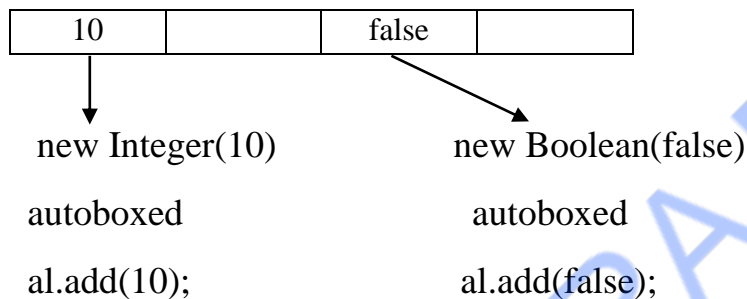 10 false
new Integer(10) new Boolean(false)
autoboxed autoboxed
al.add(10); al.add(false);